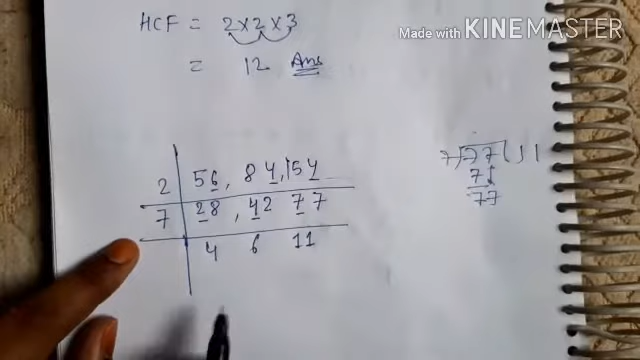 HCF = 2×2×3
= 12 Ans
Made with KINEMASTER
2 56, 84, 154
7 28, 42 77
4 6 11
7)77(11
7↓
77